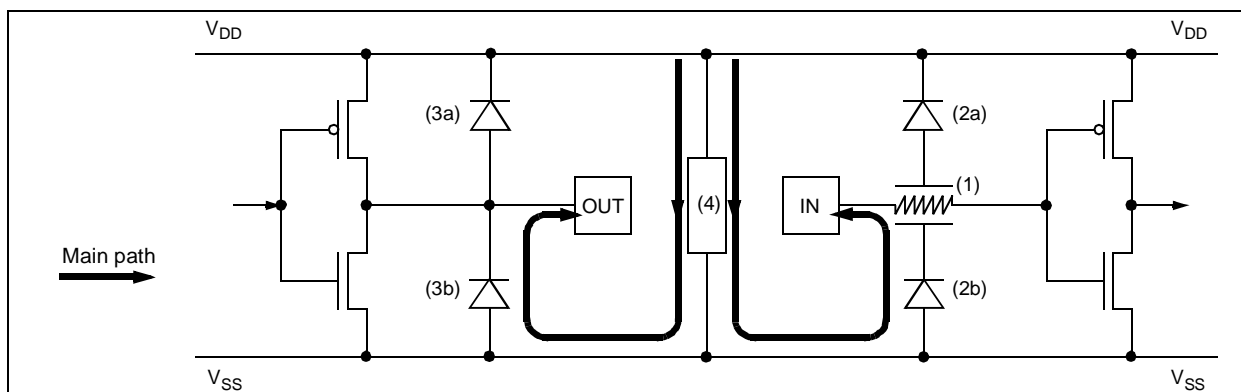 VDD VDD
(3a) (2a)
(1)
OUT (4) IN
Main path
(3b) (2b)
VSS VSS